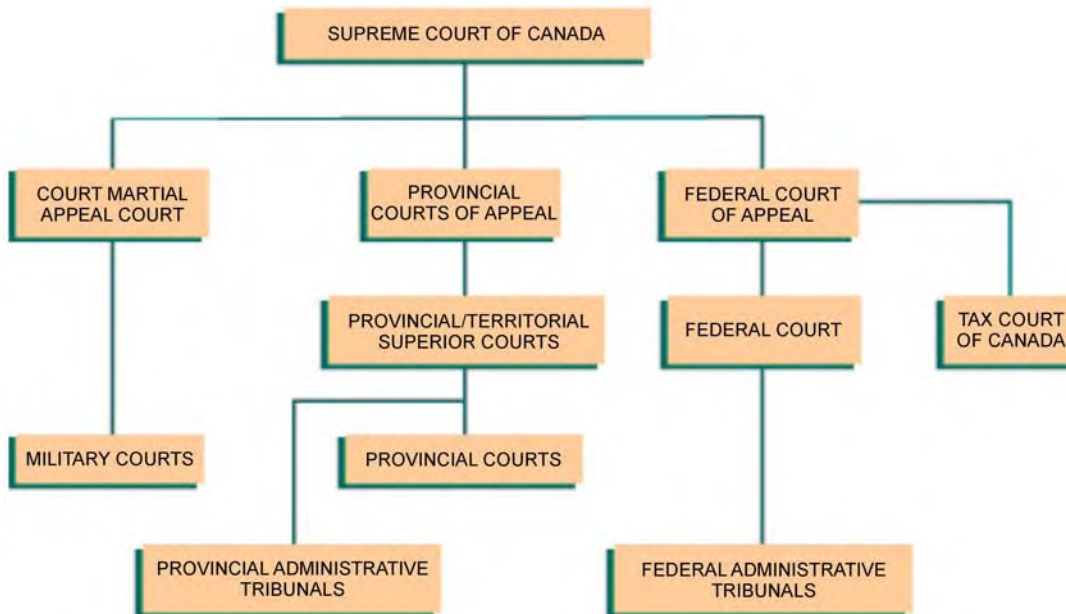 SUPREME COURT OF CANADA
COURT MARTIAL
APPEAL COURT
PROVINCIAL
COURTS OF APPEAL
FEDERAL COURT
OF APPEAL
PROVINCIAL/TERRITORIAL
SUPERIOR COURTS
FEDERAL COURT
TAX COURT
OF CANADA
MILITARY COURTS
PROVINCIAL COURTS
PROVINCIAL ADMINISTRATIVE
TRIBUNALS
FEDERAL ADMINISTRATIVE
TRIBUNALS